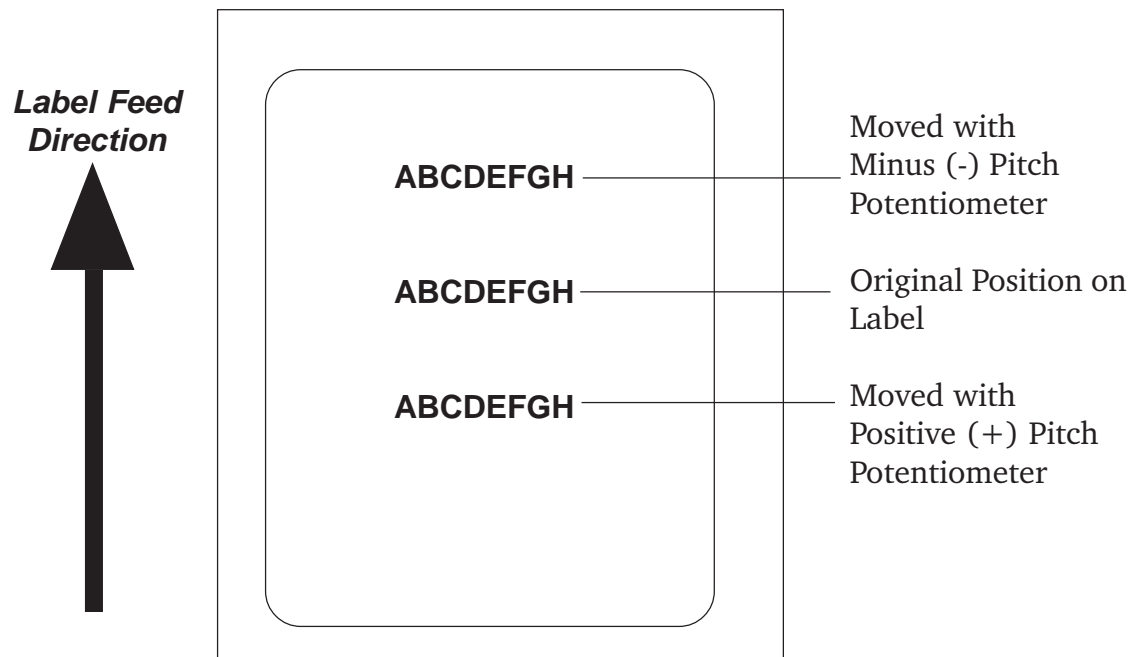 Label Feed
Direction
ABCDEFGH
Moved with
Minus (-) Pitch
Potentiometer
ABCDEFGH
Original Position on
Label
ABCDEFGH
Moved with
Positive (+) Pitch
Potentiometer